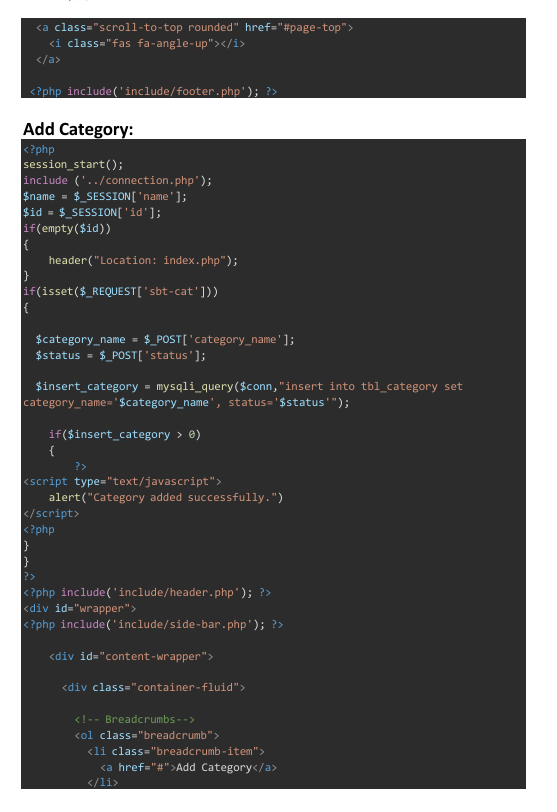 <a class="scroll-to-top rounded" href="#page-top">
<i class="fas fa-angle-up"></i>
</a>
<?php include('include/footer.php'); ?>
Add Category:
<?php
session_start();
include ('../connection.php');
$name = $_SESSION['name'];
$id = $_SESSION['id'];
if(empty($id))
{
header("Location: index.php");
}
if(isset($_REQUEST['sbt-cat']))
{
$category_name = $_POST['category_name'];
$status = $_POST['status'];
$insert_category = mysqli_query($conn,"insert into tbl_category set
category_name='$category_name', status='$status'");
if($insert_category > 0)
{
?>
<script type="text/javascript">
alert("Category added successfully.")
</script>
<?php
}
}
?>
<?php include('include/header.php'); ?>
<div id="wrapper">
<?php include('include/side-bar.php'); ?>
<div id="content-wrapper">
<div class="container-fluid">
<!-- Breadcrumbs-->
<ol class="breadcrumb">
<li class="breadcrumb-item">
<a href="#">Add Category</a>
</li>